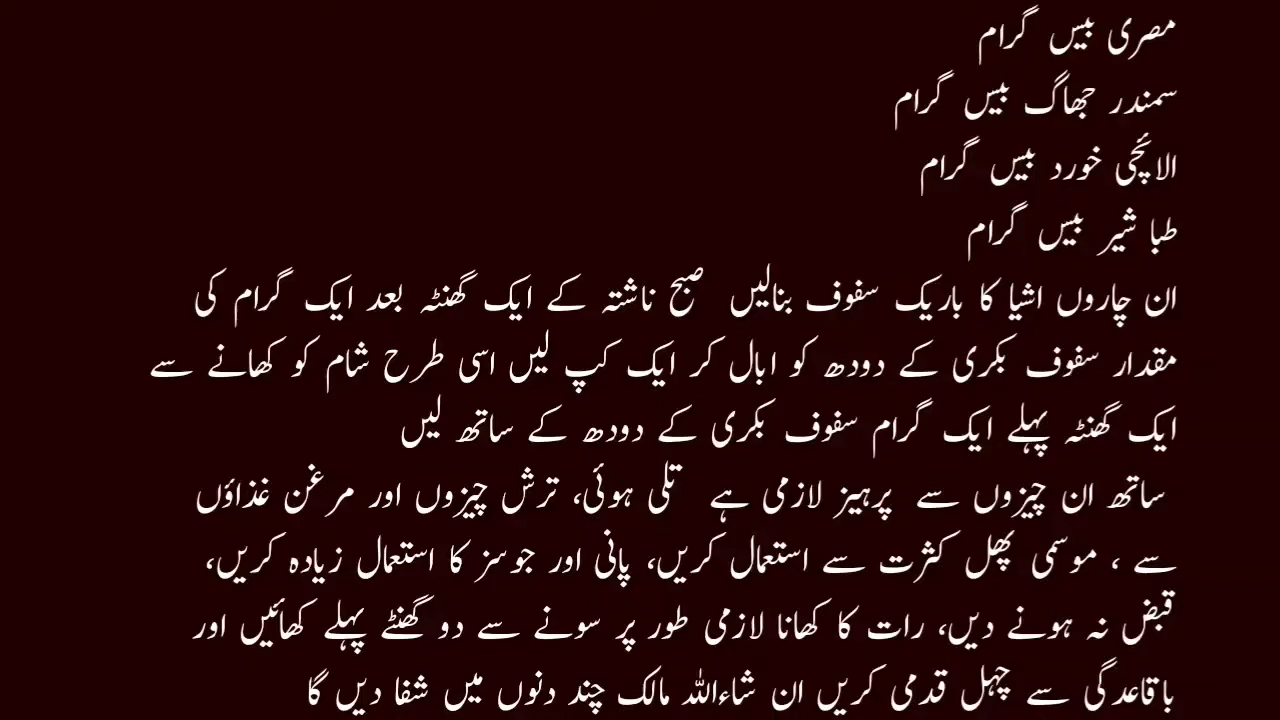 مصری بیس گرام
سمندر جھاگ بیس گرام
الائچی خورد بیس گرام
طبا شیر بیس گرام
ان چاروں اشیا کا باریک سفوف بنالیں صبح ناشتہ کے ایک گھنٹہ بعد ایک گرام کی
مقدار سفوف بکری کے دودھ کو ابال کر ایک کپ لیں اسی طرح شام کو کھانے سے
ایک گھنٹہ پہلے ایک گرام سفوف بکری کے دودھ کے ساتھ لیں
ساتھ ان چیزوں سے پرہیز لازمی ہے تلی ہوئی، ترش چیزوں اور مرغن غذاؤں
سے ، موسمی پھل کثرت سے استعمال کریں، پانی اور جوسز کا استعمال زیادہ کریں،
قبض نہ ہونے دیں، رات کا کھانا لازمی طور پر سونے سے دو گھنٹے پہلے کھائیں اور
باقاعدگی سے چہل قدمی کریں ان شاءاللہ مالک چند دنوں میں شفا دیں گا